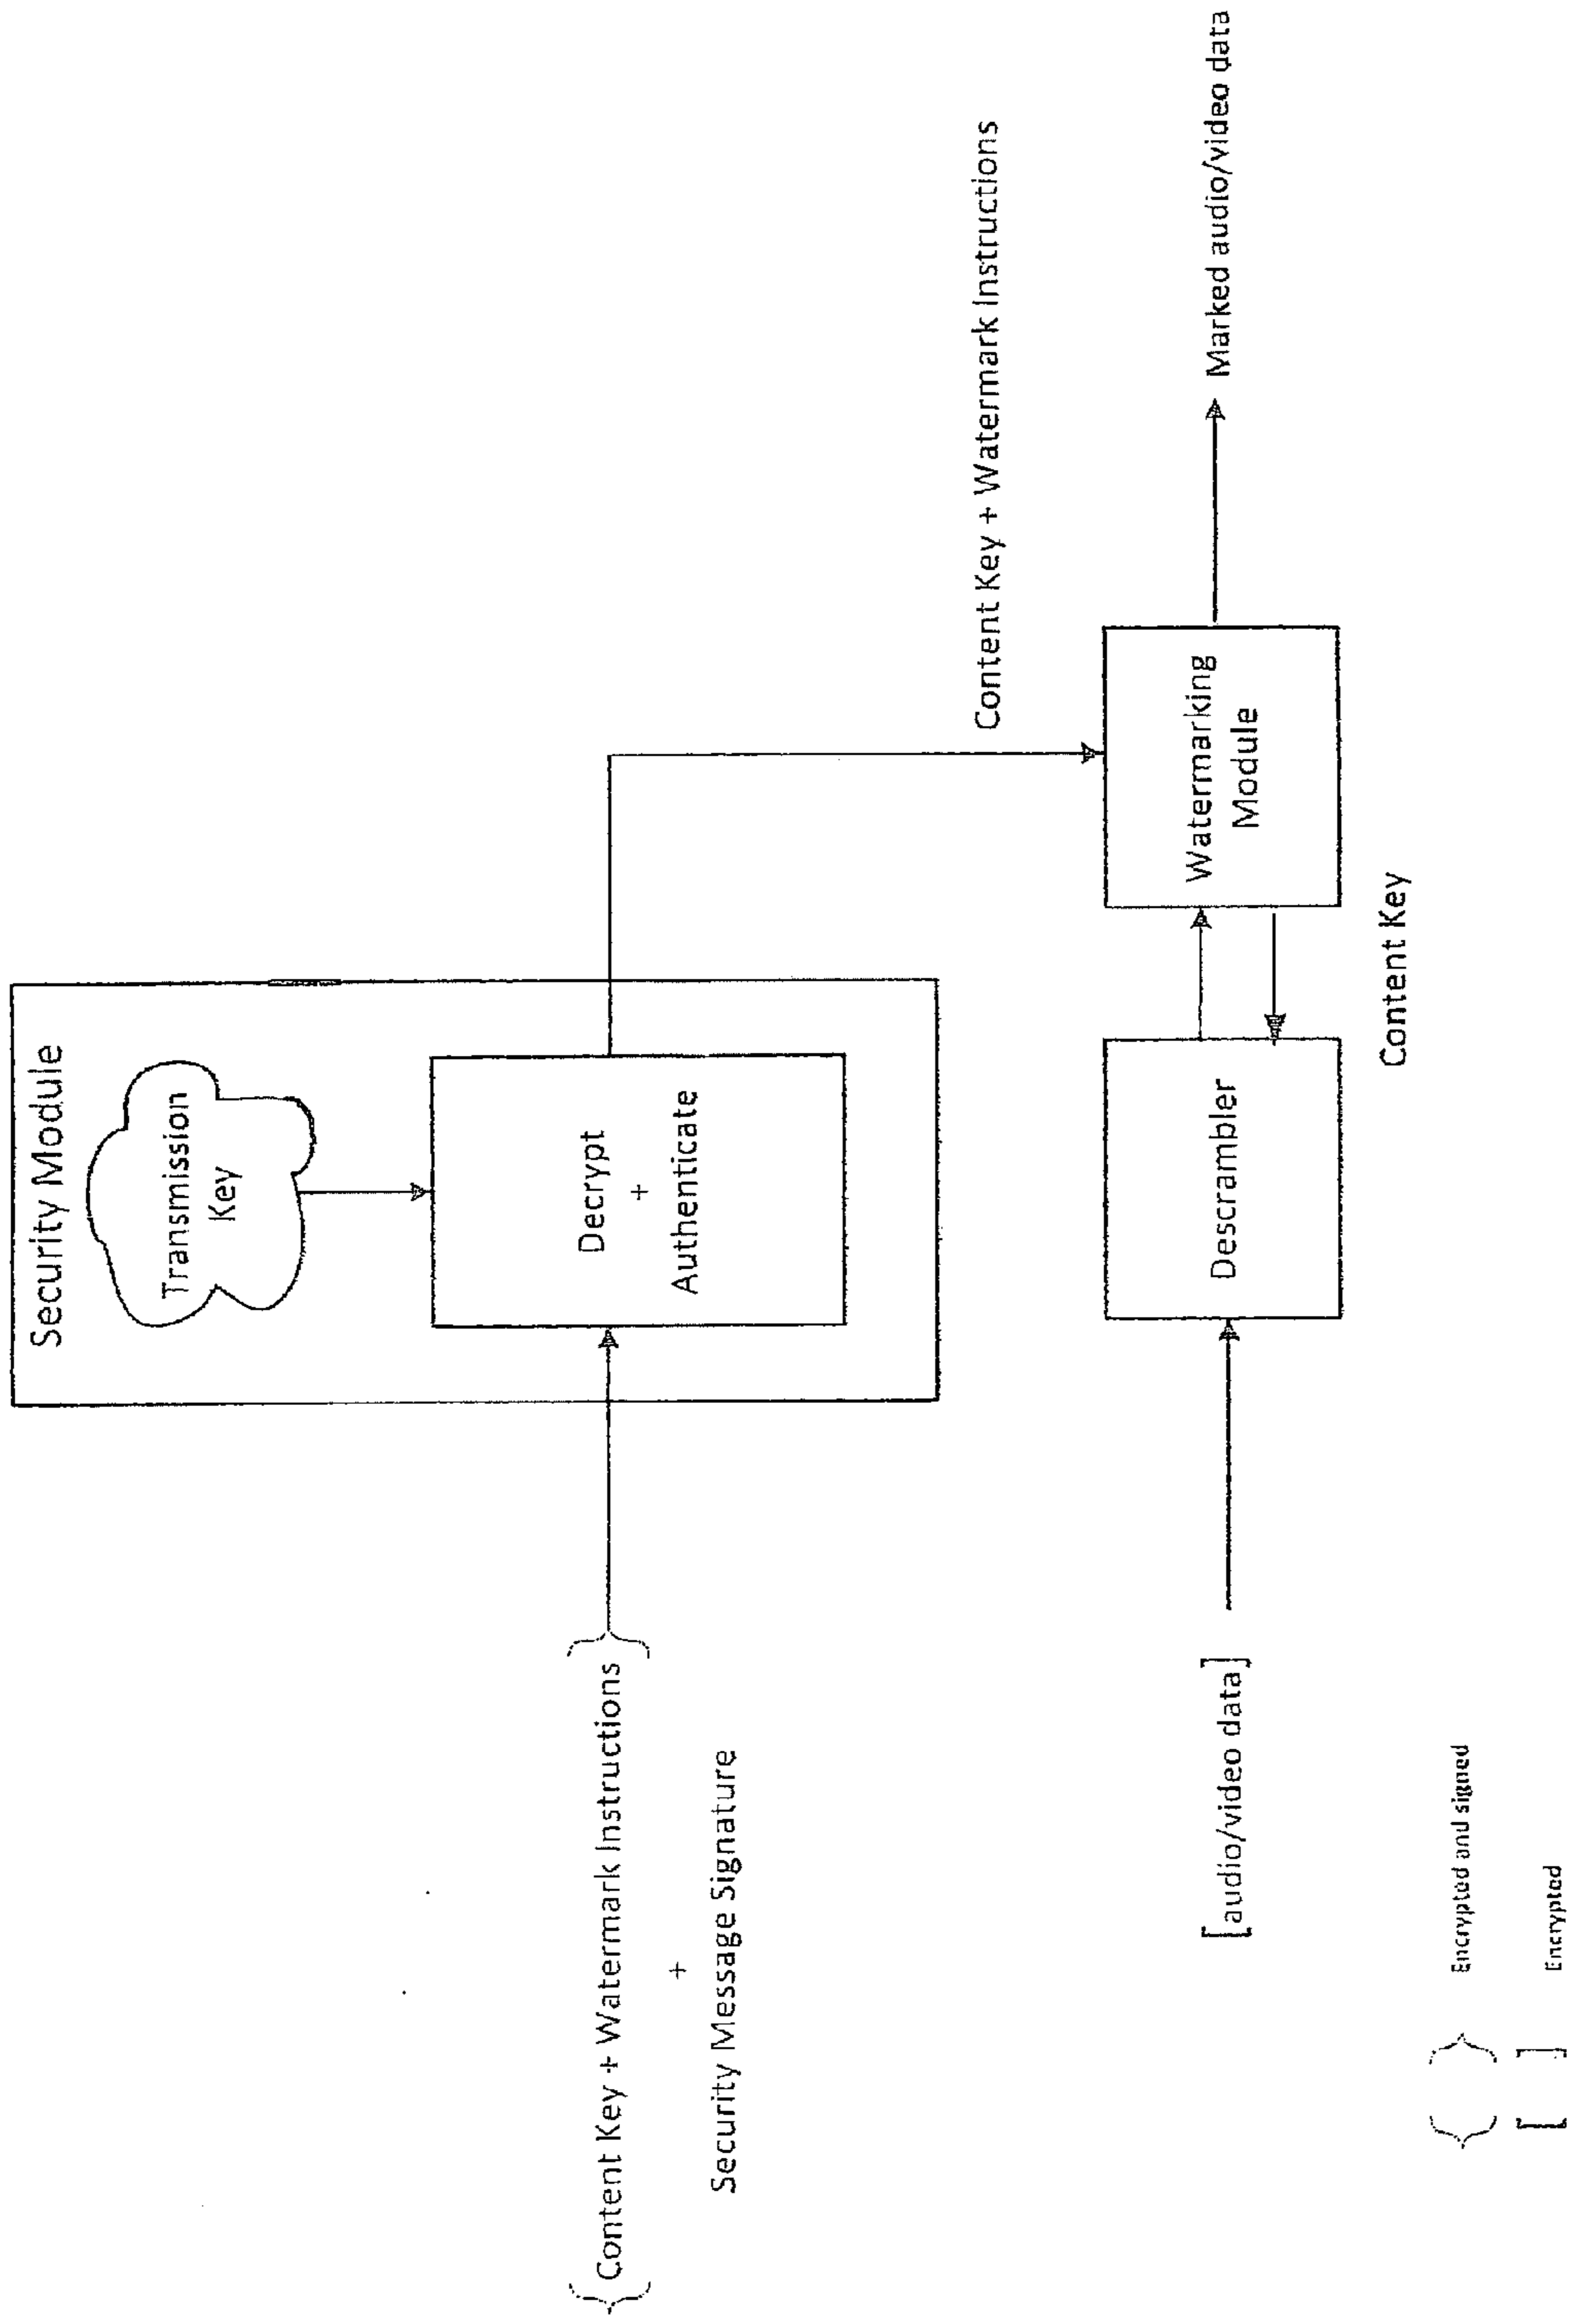 Security Module
Transmission
Key
Decrypt
+
Authenticate
{Content Key + Watermark Instructions}
+
Security Message Signature
Content Key + Watermark Instructions
[audio/video data]
Descrambler
Watermarking
Module
Marked audio/video data
Content Key
{ } Encrypted and signed
[ ] Encrypted